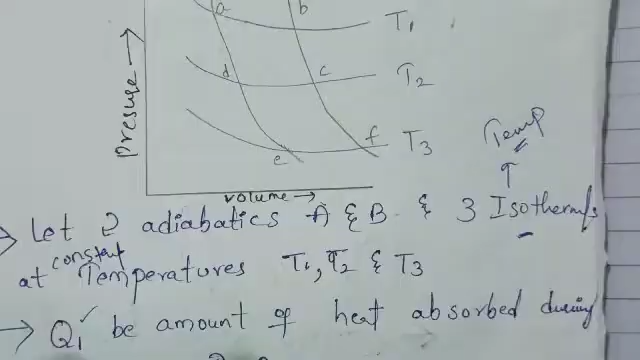 a b T1
d c T2
e f T3
Pressure →
volume →
Temp
→ Let 2 adiabatics A & B & 3 Isotherms
at constant Temperatures T1, T2 & T3
→ Q1 be amount of heat absorbed during